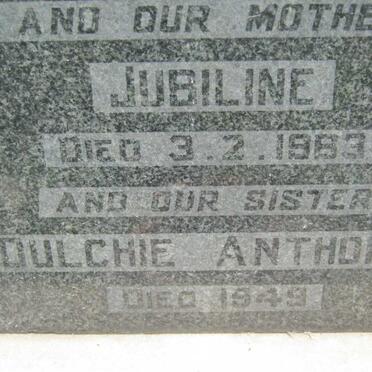 AND OUR MOTHE
JUBILINE
DIED 3.2.1983
AND OUR SISTER
DULCHIE ANTHO
DIED 1949